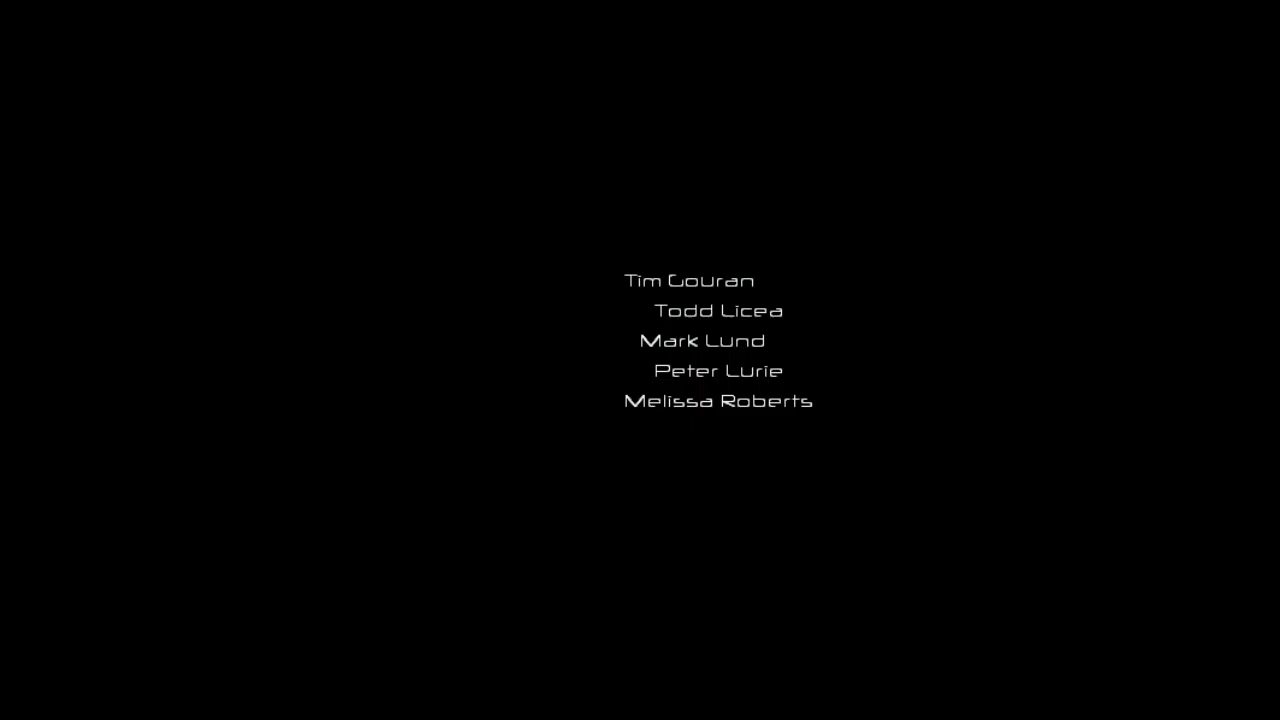 Tim Gouran
Todd Licea
Mark Lund
Peter Lurie
Melissa Roberts